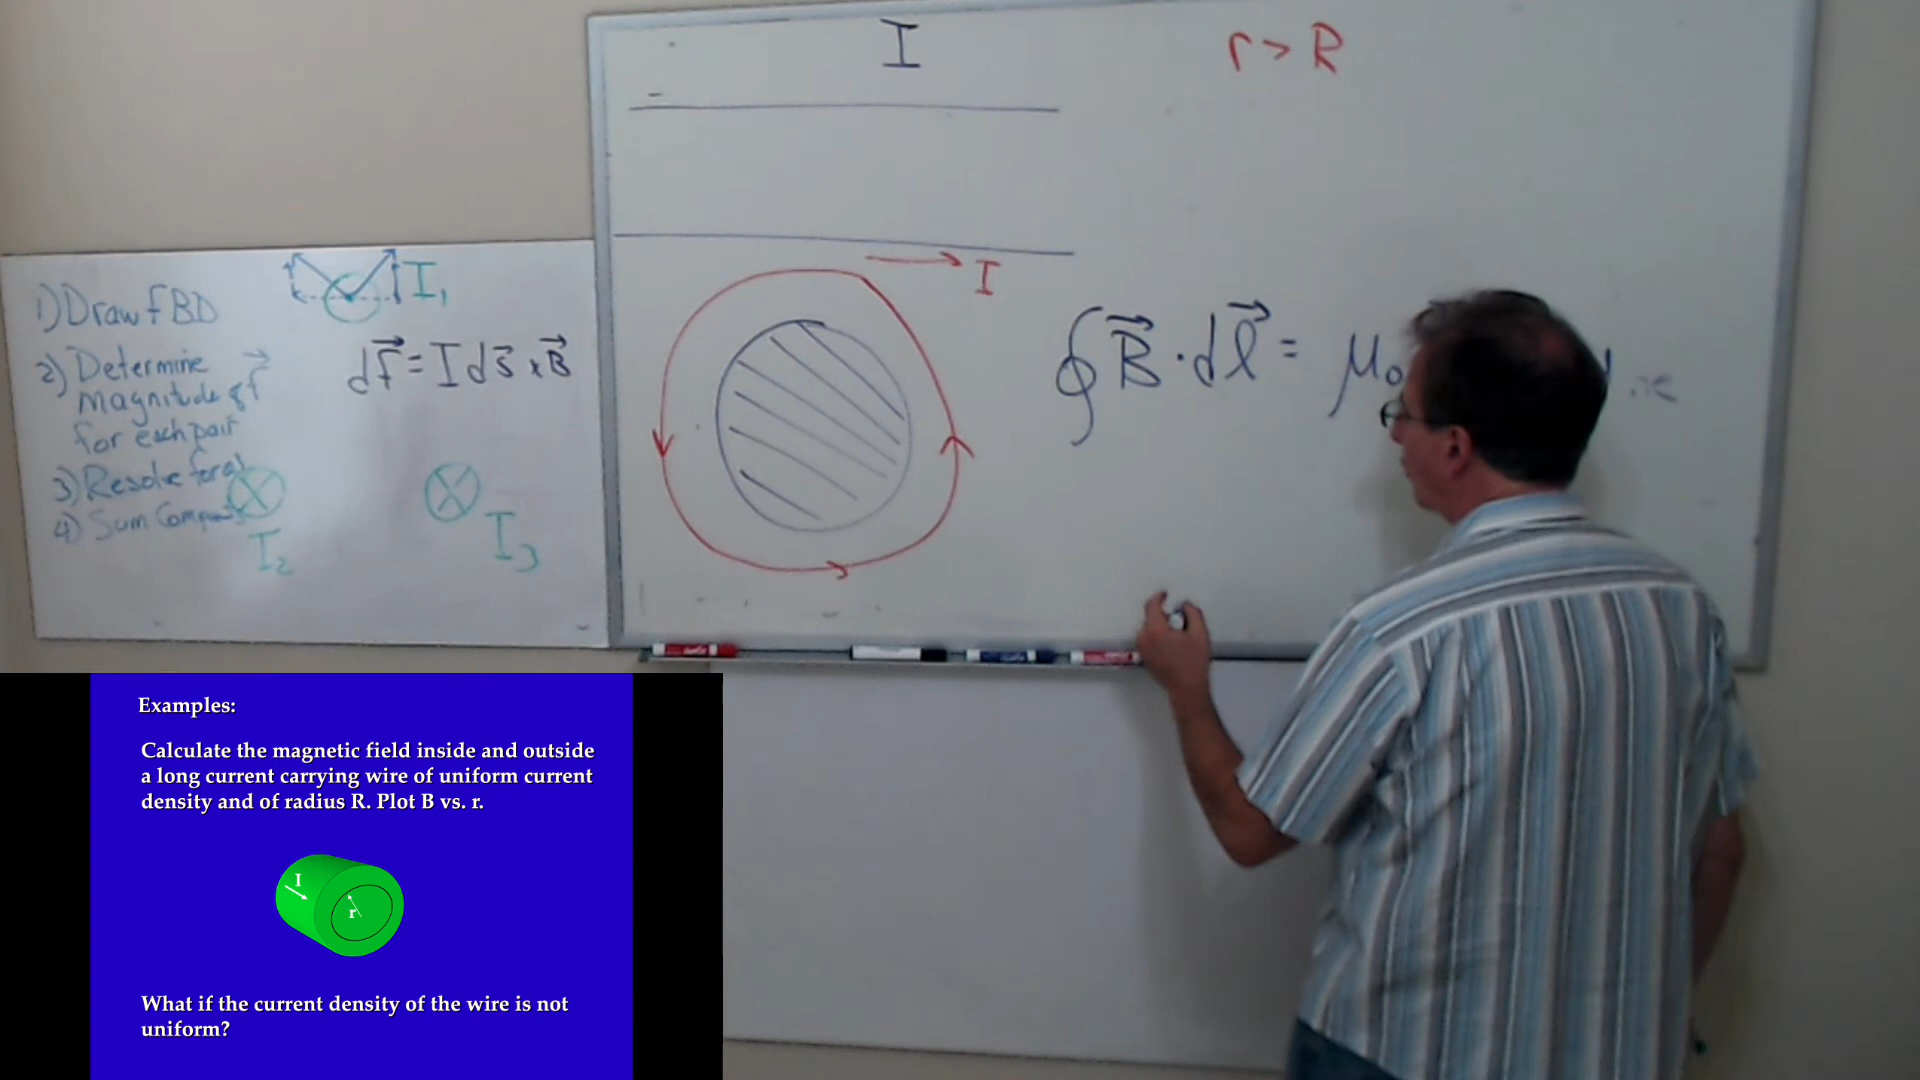 I
r > R
I
∮ B⃗ · dl⃗ = μ₀
1) Draw FBD
2) Determine
magnitude of F⃗
for each pair
3) Resolve forces
4) Sum
I₁
dF⃗ = I ds⃗ × B⃗
I₂
I₃
Examples:
Calculate the magnetic field inside and outside
a long current carrying wire of uniform current
density and of radius R. Plot B vs. r.
I
r
What if the current density of the wire is not
uniform?